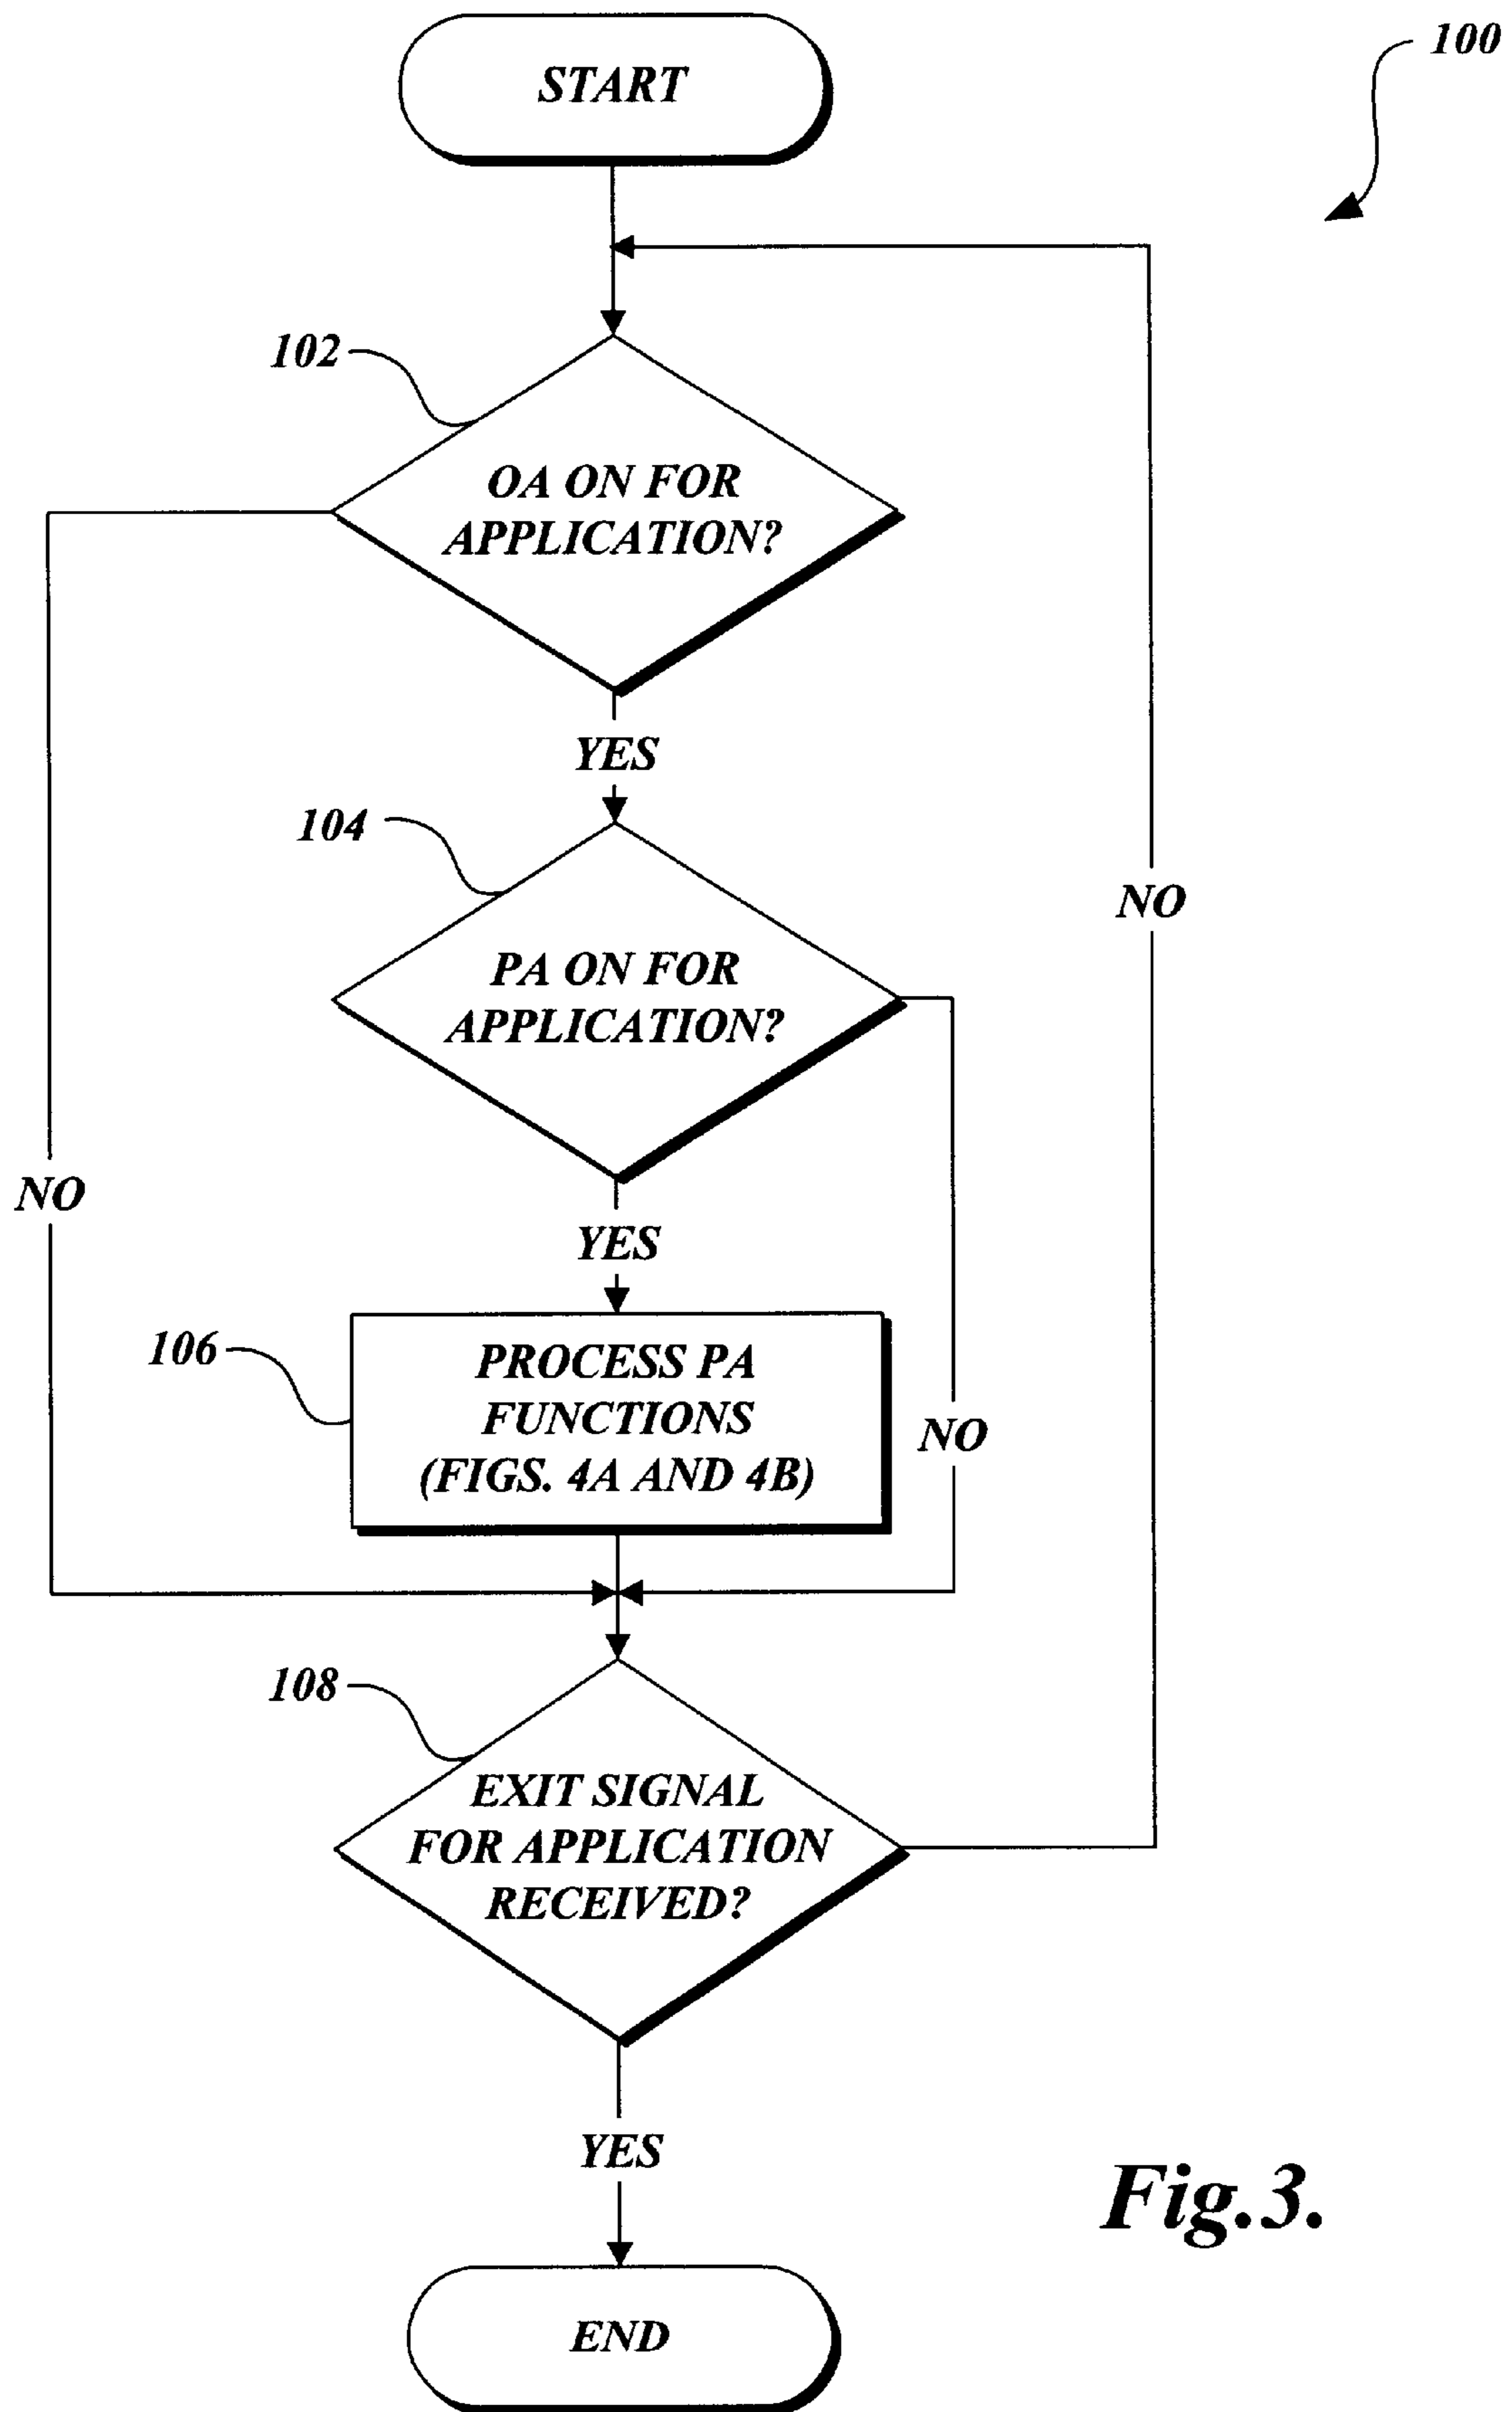 START
100
102
OA ON FOR
APPLICATION?
YES
104
PA ON FOR
APPLICATION?
NO
NO
YES
106
PROCESS PA
FUNCTIONS
(FIGS. 4A AND 4B)
NO
108
EXIT SIGNAL
FOR APPLICATION
RECEIVED?
YES
Fig.3.
END